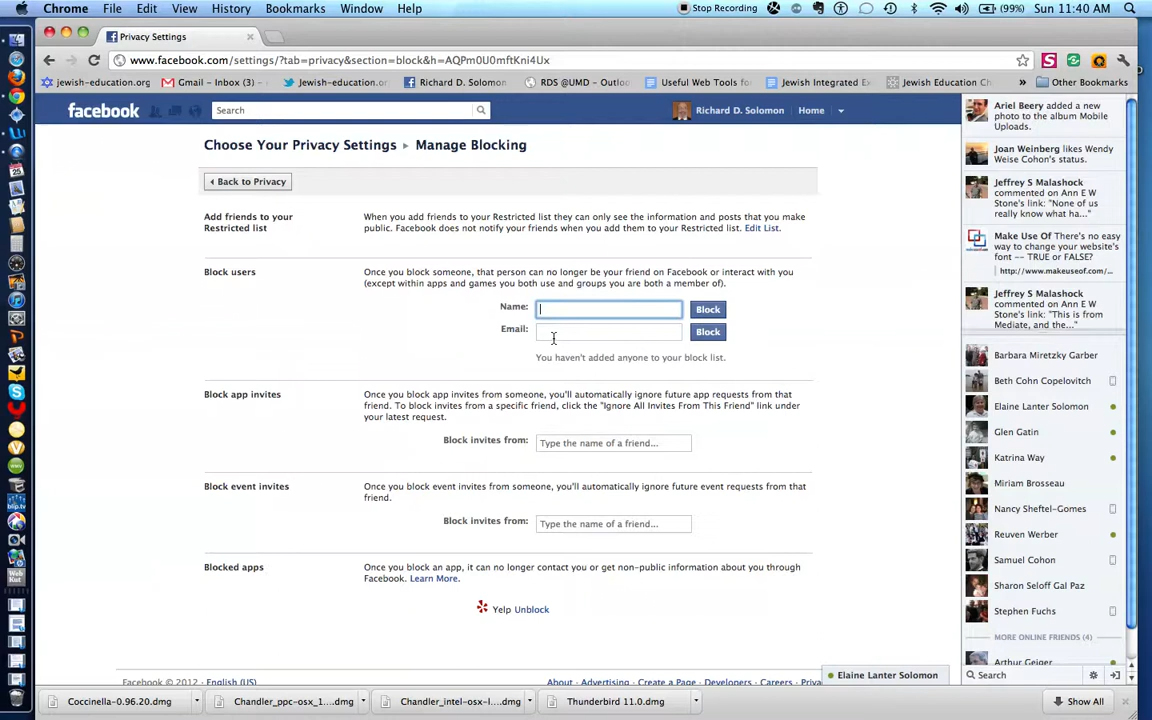 Chrome File Edit View History Bookmarks Window Help Stop Recording (99%) Sun 11:40 AM
Privacy Settings
www.facebook.com/settings/?tab=privacy&section=block&h=AQPm0U0mftKni4Ux
jewish-education.org Gmail - Inbox (3) - ... Jewish-education.org... Richard D. Solomon RDS @UMD - Outloo... Useful Web Tools for... Jewish Integrated Ex... Jewish Education Ch... » Other Bookmarks
facebook Search Richard D. Solomon Home
Choose Your Privacy Settings ▸ Manage Blocking
Back to Privacy
Add friends to your
Restricted list
When you add friends to your Restricted list they can only see the information and posts that you make
public. Facebook does not notify your friends when you add them to your Restricted list. Edit List.
Block users
Once you block someone, that person can no longer be your friend on Facebook or interact with you
(except within apps and games you both use and groups you are both a member of).
Name: Block
Email: Block
You haven't added anyone to your block list.
Block app invites
Once you block app invites from someone, you'll automatically ignore future app requests from that
friend. To block invites from a specific friend, click the "Ignore All Invites From This Friend" link under
your latest request.
Block invites from: Type the name of a friend...
Block event invites
Once you block event invites from someone, you'll automatically ignore future event requests from that
friend.
Block invites from: Type the name of a friend...
Blocked apps
Once you block an app, it can no longer contact you or get non-public information about you through
Facebook. Learn More.
Yelp Unblock
Facebook © 2012 · English (US)
About · Advertising · Create a Page · Developers · Careers · Priva
Ariel Beery added a new
photo to the album Mobile
Uploads.
Joan Weinberg likes Wendy
Weise Cohon's status.
Jeffrey S Malashock
commented on Ann E W
Stone's link: "None of us
really know what ha..."
Make Use Of There's no easy
way to change your website's
font -- TRUE or FALSE?
http://www.makeuseof.com/...
Jeffrey S Malashock
commented on Ann E W
Stone's link: "This is from
Mediate, and the..."
Barbara Miretzky Garber
Beth Cohn Copelovitch
Elaine Lanter Solomon
Glen Gatin
Katrina Way
Miriam Brosseau
Nancy Sheftel-Gomes
Reuven Werber
Samuel Cohon
Sharon Seloff Gal Paz
Stephen Fuchs
MORE ONLINE FRIENDS (4)
Arthur Geiger
Elaine Lanter Solomon
Search
Coccinella-0.96.20.dmg Chandler_ppc-osx_1....dmg Chandler_intel-osx-l....dmg Thunderbird 11.0.dmg Show All